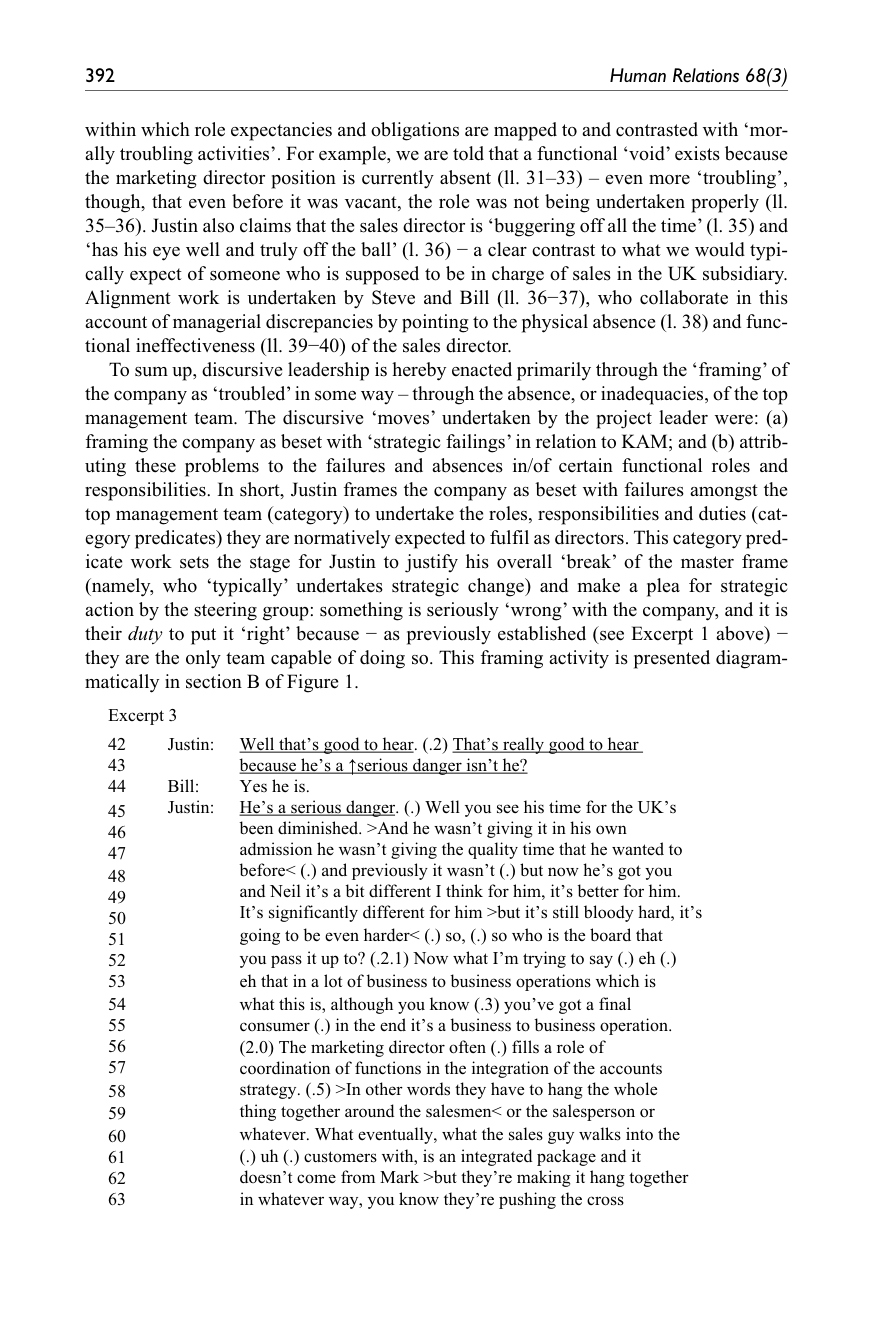 392 Human Relations 68(3)
within which role expectancies and obligations are mapped to and contrasted with ‘mor-
ally troubling activities’. For example, we are told that a functional ‘void’ exists because
the marketing director position is currently absent (ll. 31–33) – even more ‘troubling’,
though, that even before it was vacant, the role was not being undertaken properly (ll.
35–36). Justin also claims that the sales director is ‘buggering off all the time’ (l. 35) and
‘has his eye well and truly off the ball’ (l. 36) − a clear contrast to what we would typi-
cally expect of someone who is supposed to be in charge of sales in the UK subsidiary.
Alignment work is undertaken by Steve and Bill (ll. 36−37), who collaborate in this
account of managerial discrepancies by pointing to the physical absence (l. 38) and func-
tional ineffectiveness (ll. 39−40) of the sales director.
To sum up, discursive leadership is hereby enacted primarily through the ‘framing’ of
the company as ‘troubled’ in some way – through the absence, or inadequacies, of the top
management team. The discursive ‘moves’ undertaken by the project leader were: (a)
framing the company as beset with ‘strategic failings’ in relation to KAM; and (b) attrib-
uting these problems to the failures and absences in/of certain functional roles and
responsibilities. In short, Justin frames the company as beset with failures amongst the
top management team (category) to undertake the roles, responsibilities and duties (cat-
egory predicates) they are normatively expected to fulfil as directors. This category pred-
icate work sets the stage for Justin to justify his overall ‘break’ of the master frame
(namely, who ‘typically’ undertakes strategic change) and make a plea for strategic
action by the steering group: something is seriously ‘wrong’ with the company, and it is
their duty to put it ‘right’ because − as previously established (see Excerpt 1 above) −
they are the only team capable of doing so. This framing activity is presented diagram-
matically in section B of Figure 1.
Excerpt 3
42 Justin: Well that’s good to hear. (.2) That’s really good to hear
43 because he’s a ↑serious danger isn’t he?
44 Bill: Yes he is.
45 Justin: He’s a serious danger. (.) Well you see his time for the UK’s
46 been diminished. >And he wasn’t giving it in his own
47 admission he wasn’t giving the quality time that he wanted to
48 before< (.) and previously it wasn’t (.) but now he’s got you
49 and Neil it’s a bit different I think for him, it’s better for him.
50 It’s significantly different for him >but it’s still bloody hard, it’s
51 going to be even harder< (.) so, (.) so who is the board that
52 you pass it up to? (.2.1) Now what I’m trying to say (.) eh (.)
53 eh that in a lot of business to business operations which is
54 what this is, although you know (.3) you’ve got a final
55 consumer (.) in the end it’s a business to business operation.
56 (2.0) The marketing director often (.) fills a role of
57 coordination of functions in the integration of the accounts
58 strategy. (.5) >In other words they have to hang the whole
59 thing together around the salesmen< or the salesperson or
60 whatever. What eventually, what the sales guy walks into the
61 (.) uh (.) customers with, is an integrated package and it
62 doesn’t come from Mark >but they’re making it hang together
63 in whatever way, you know they’re pushing the cross